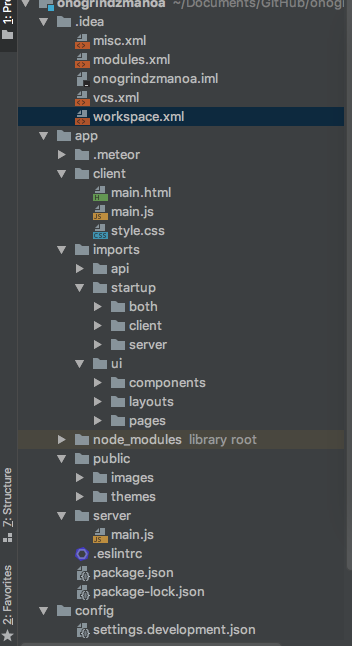 onogrindzmanoa ~/Documents/GitHub/onog
.idea
misc.xml
modules.xml
onogrindzmanoa.iml
vcs.xml
workspace.xml
app
.meteor
client
main.html
main.js
style.css
imports
api
startup
both
client
server
ui
components
layouts
pages
node_modules library root
public
images
themes
server
main.js
.eslintrc
package.json
package-lock.json
config
settings.development.json
1: Pr
7: Structure
2: Favorites